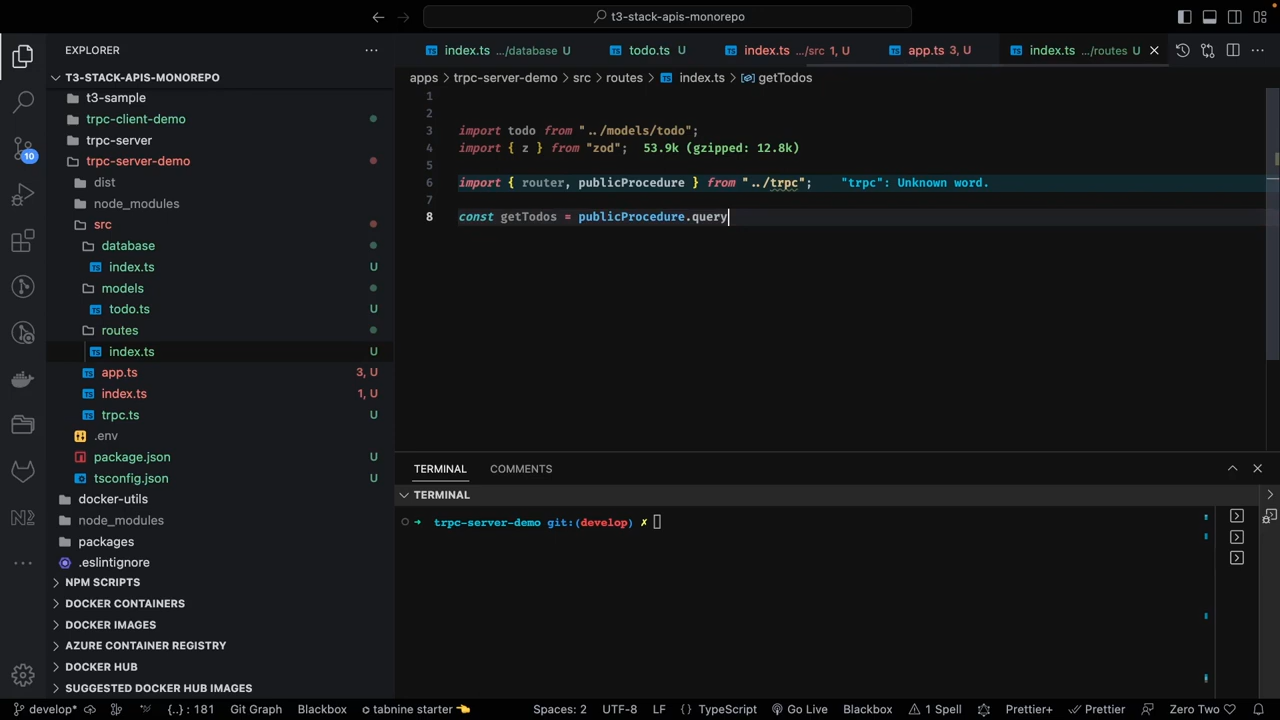 t3-stack-apis-monorepo
EXPLORER
T3-STACK-APIS-MONOREPO
t3-sample
trpc-client-demo
trpc-server
trpc-server-demo
dist
node_modules
src
database
index.ts U
models
todo.ts U
routes
index.ts U
app.ts 3, U
index.ts 1, U
trpc.ts U
.env
package.json U
tsconfig.json U
docker-utils
node_modules
packages
.eslintignore
NPM SCRIPTS
DOCKER CONTAINERS
DOCKER IMAGES
AZURE CONTAINER REGISTRY
DOCKER HUB
SUGGESTED DOCKER HUB IMAGES
10
index.ts .../database U todo.ts U index.ts .../src 1, U app.ts 3, U index.ts .../routes U
apps > trpc-server-demo > src > routes > index.ts > getTodos
1
2
3 import todo from "../models/todo";
4 import { z } from "zod"; 53.9k (gzipped: 12.8k)
5
6 import { router, publicProcedure } from "../trpc"; "trpc": Unknown word.
7
8 const getTodos = publicProcedure.query
TERMINAL COMMENTS
TERMINAL
trpc-server-demo git:(develop) ✗
develop* {..} : 181 Git Graph Blackbox tabnine starter Spaces: 2 UTF-8 LF {} TypeScript Go Live Blackbox 1 Spell Prettier+ Prettier Zero Two